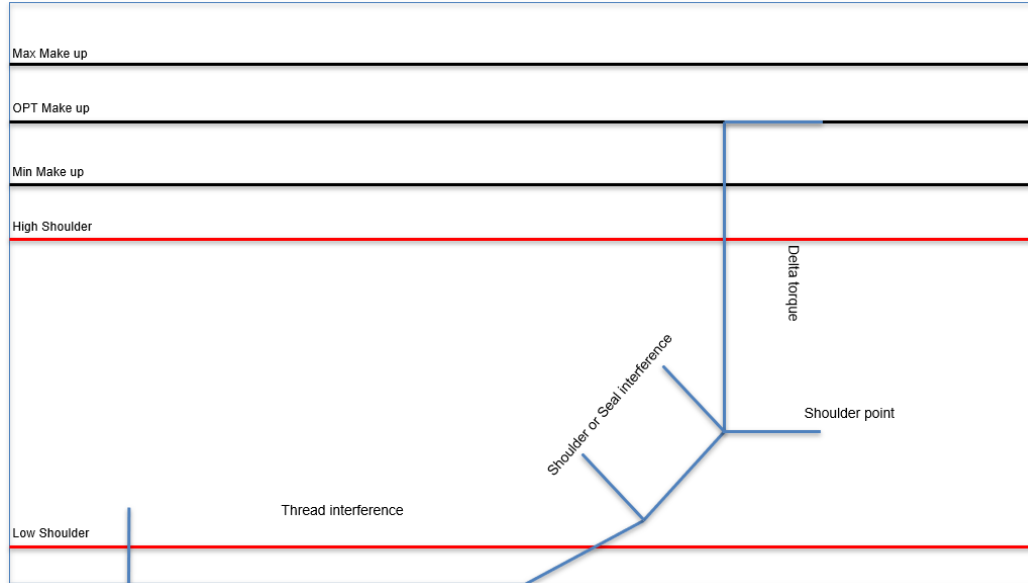 Max Make up
OPT Make up
Min Make up
High Shoulder
Delta torque
Shoulder or Seal interference
Shoulder point
Thread interference
Low Shoulder